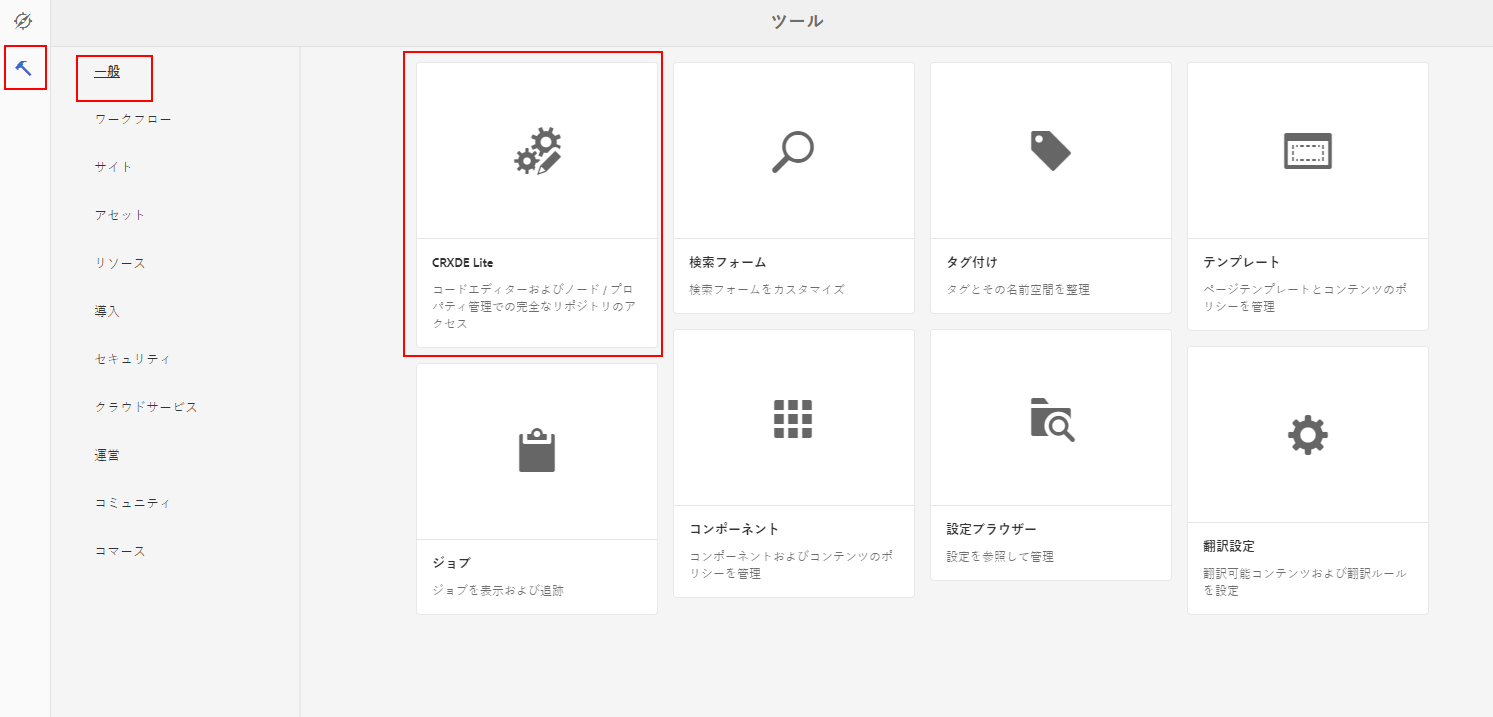 ツール
一般
ワークフロー
サイト
アセット
リソース
導入
セキュリティ
クラウドサービス
運営
コミュニティ
コマース
CRXDE Lite
コードエディターおよびノード / プロ
パティ管理での完全なリポジトリのア
クセス
検索フォーム
検索フォームをカスタマイズ
タグ付け
タグとその名前空間を整理
テンプレート
ページテンプレートとコンテンツのポ
リシーを管理
ジョブ
ジョブを表示および追跡
コンポーネント
コンポーネントおよびコンテンツのポ
リシーを管理
設定ブラウザー
設定を参照して管理
翻訳設定
翻訳可能コンテンツおよび翻訳ルール
を設定